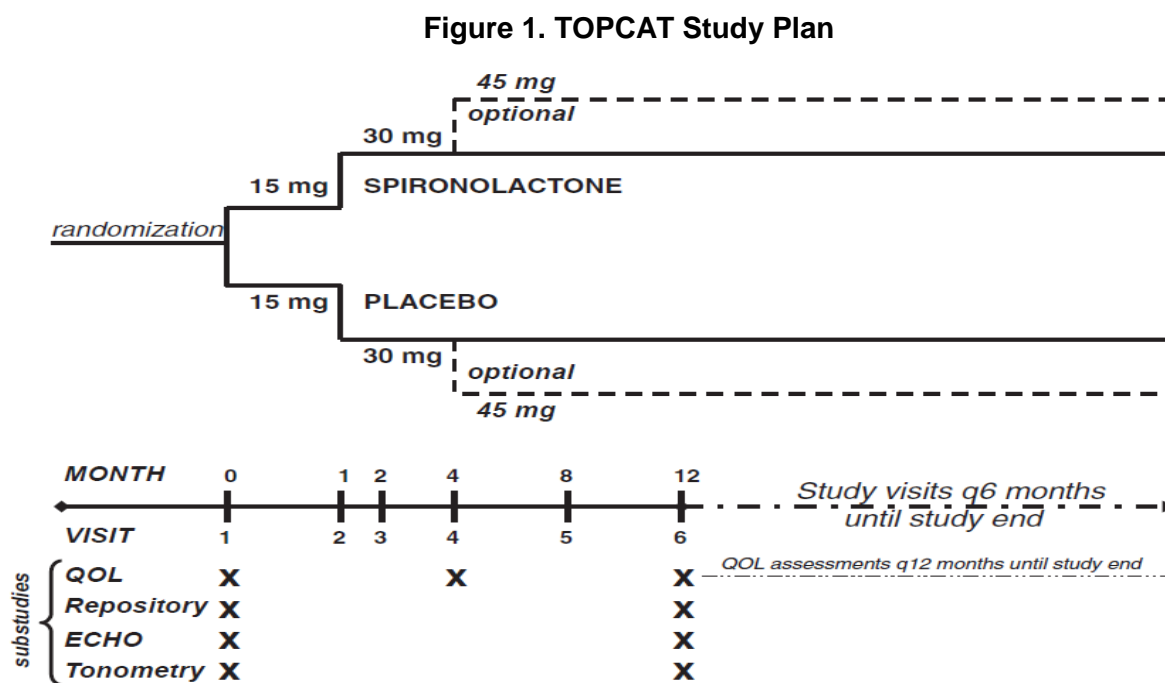 Figure 1. TOPCAT Study Plan
45 mg
optional
30 mg
15 mg SPIRONOLACTONE
randomization
15 mg PLACEBO
30 mg
optional
45 mg
MONTH 0 1 2 4 8 12
Study visits q6 months
until study end
VISIT 1 2 3 4 5 6
substudies
QOL X X X QOL assessments q12 months until study end
Repository X X
ECHO X X
Tonometry X X